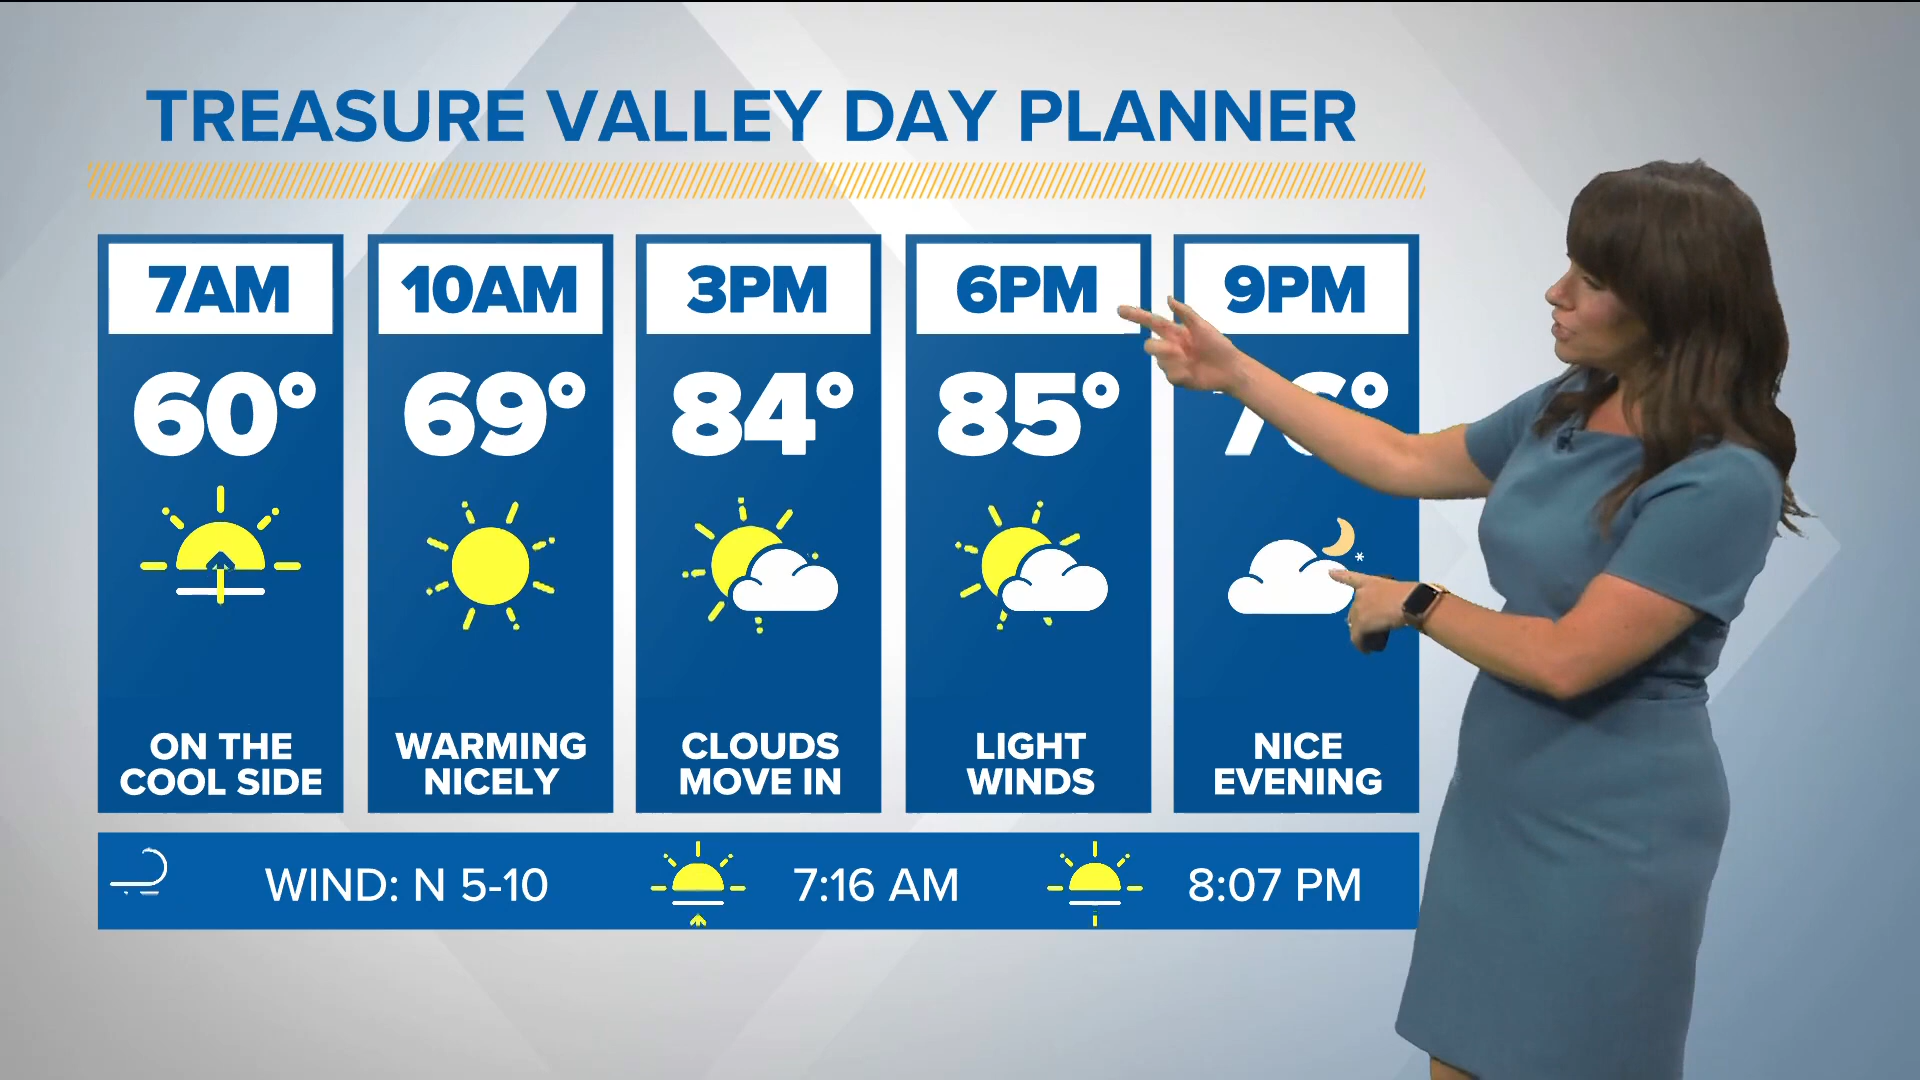 TREASURE VALLEY DAY PLANNER
7AM
60°
ON THE
COOL SIDE
10AM
69°
WARMING
NICELY
3PM
84°
CLOUDS
MOVE IN
6PM
85°
LIGHT
WINDS
9PM
76°
NICE
EVENING
WIND: N 5-10
7:16 AM
8:07 PM